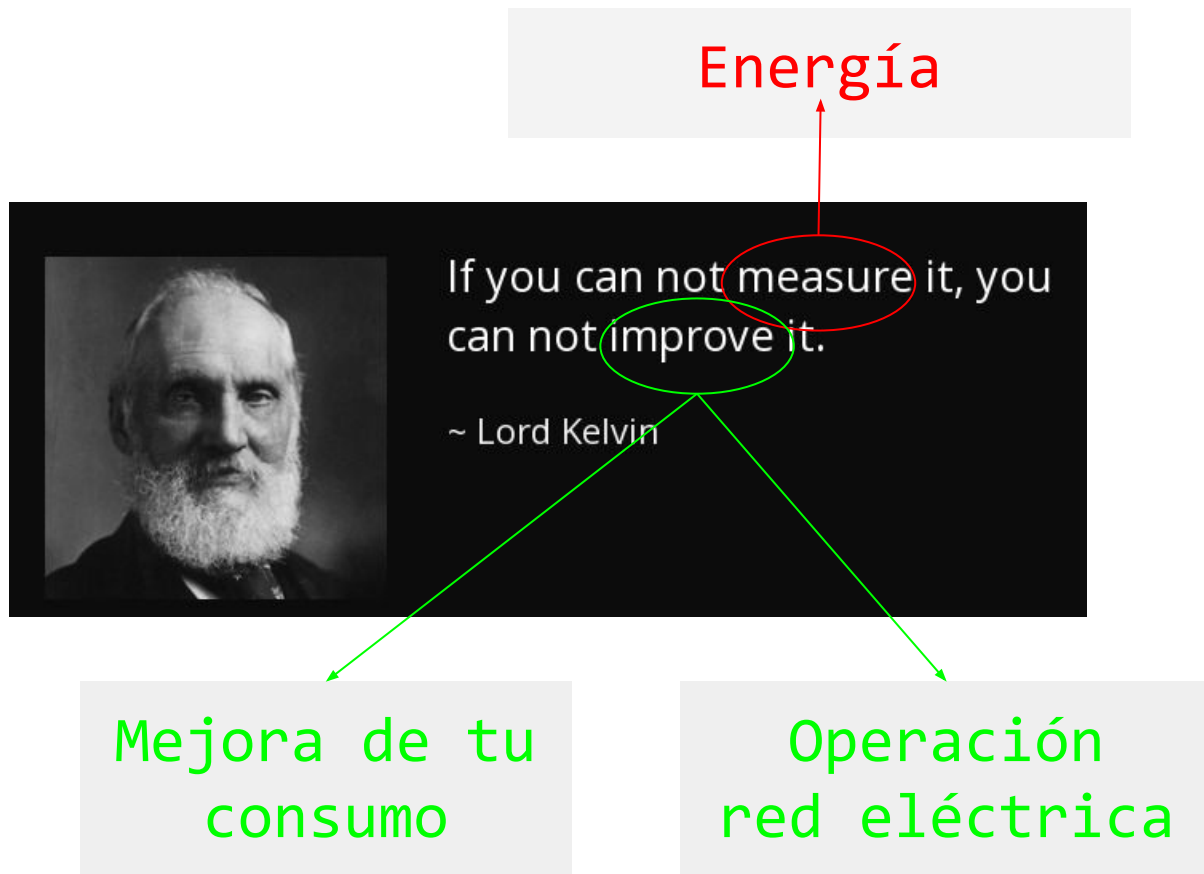 Energía
If you can not measure it, you
can not improve it.
~ Lord Kelvin
Mejora de tu
consumo
Operación
red eléctrica